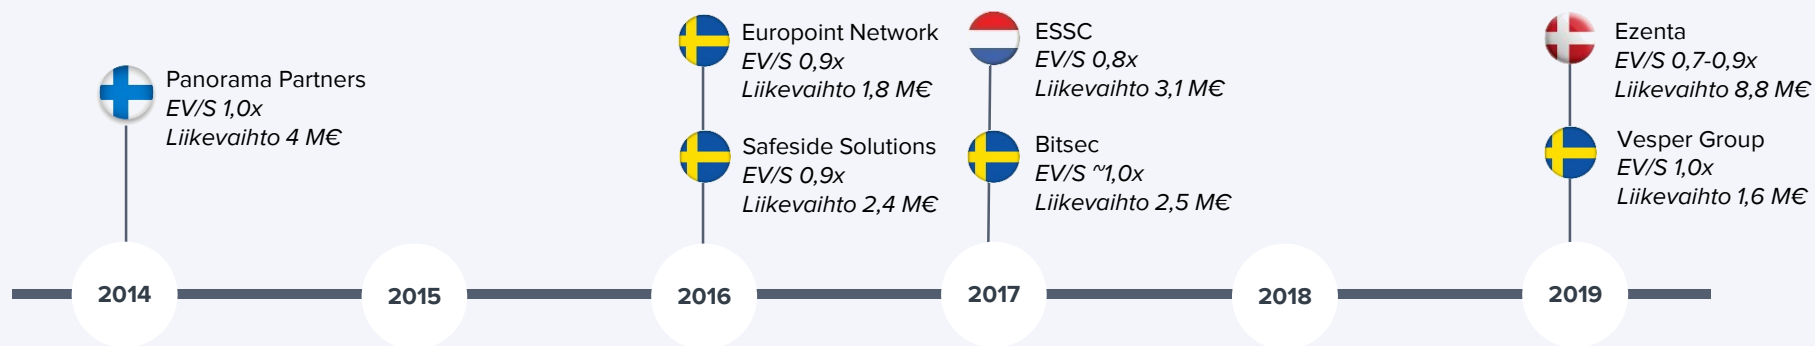 Panorama Partners
EV/S 1,0x
Liikevaihto 4 M€
Europoint Network
EV/S 0,9x
Liikevaihto 1,8 M€
Safeside Solutions
EV/S 0,9x
Liikevaihto 2,4 M€
ESSC
EV/S 0,8x
Liikevaihto 3,1 M€
Bitsec
EV/S ~1,0x
Liikevaihto 2,5 M€
Ezenta
EV/S 0,7-0,9x
Liikevaihto 8,8 M€
Vesper Group
EV/S 1,0x
Liikevaihto 1,6 M€
2014
2015
2016
2017
2018
2019